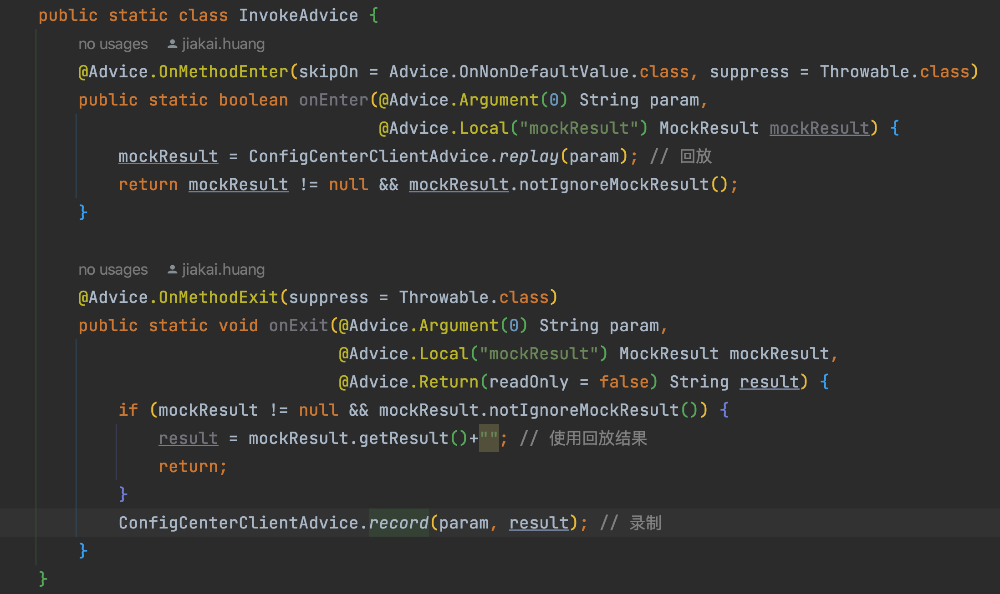 public static class InvokeAdvice {
no usages jiakai.huang
@Advice.OnMethodEnter(skipOn = Advice.OnNonDefaultValue.class, suppress = Throwable.class)
public static boolean onEnter(@Advice.Argument(0) String param,
@Advice.Local("mockResult") MockResult mockResult) {
mockResult = ConfigCenterClientAdvice.replay(param); // 回放
return mockResult != null && mockResult.notIgnoreMockResult();
}
no usages jiakai.huang
@Advice.OnMethodExit(suppress = Throwable.class)
public static void onExit(@Advice.Argument(0) String param,
@Advice.Local("mockResult") MockResult mockResult,
@Advice.Return(readOnly = false) String result) {
if (mockResult != null && mockResult.notIgnoreMockResult()) {
result = mockResult.getResult()+""; // 使用回放结果
return;
}
ConfigCenterClientAdvice.record(param, result); // 录制
}
}